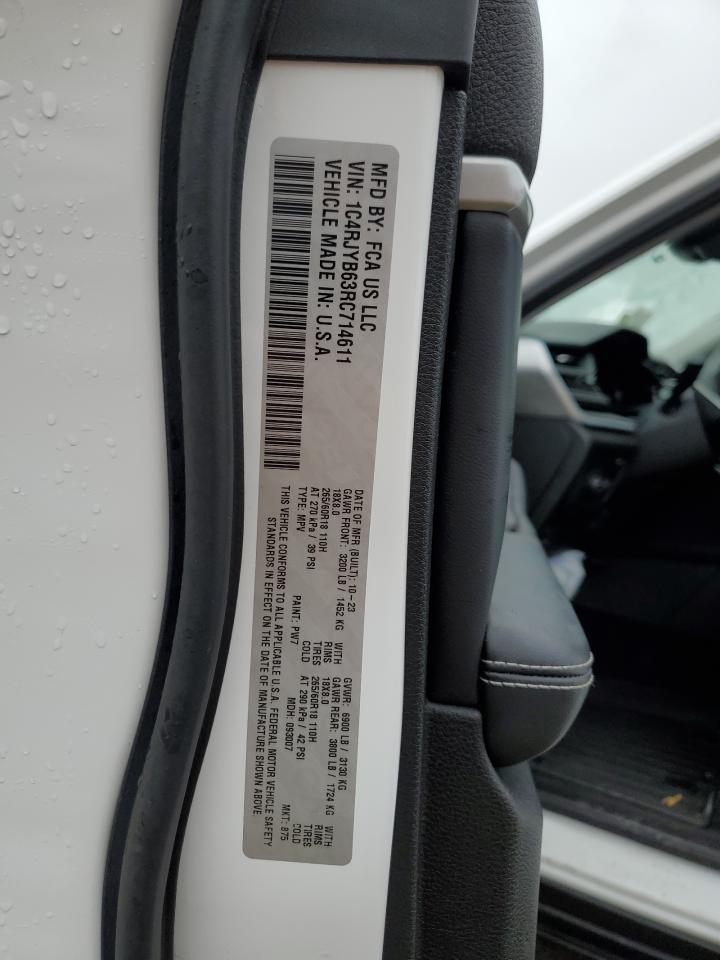 MFD BY: FCA US LLC
VIN: 1C4RJYB63RC714611
VEHICLE MADE IN: U.S.A.
DATE OF MFR (BUILT): 10-23 GVWR: 6900 LB / 3130 KG
GAWR FRONT: 3200 LB / 1452 KG WITH GAWR REAR: 3800 LB / 1724 KG WITH
18X8.0 RIMS 18X8.0 RIMS
265/60R18 110H TIRES 265/60R18 110H TIRES
AT 270 kPa / 39 PSI COLD AT 290 kPa / 42 PSI COLD
TYPE: MPV PAINT: PW7 MDH: 093007 MKT: 875
THIS VEHICLE CONFORMS TO ALL APPLICABLE U.S.A. FEDERAL MOTOR VEHICLE SAFETY
STANDARDS IN EFFECT ON THE DATE OF MANUFACTURE SHOWN ABOVE